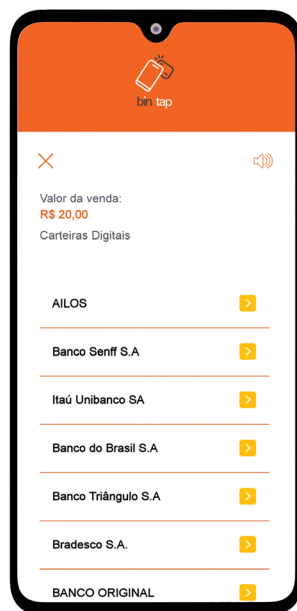 bin tap
Valor da venda:
R$ 20,00
Carteiras Digitais
AILOS
Banco Senff S.A
Itaú Unibanco SA
Banco do Brasil S.A
Banco Triângulo S.A
Bradesco S.A.
BANCO ORIGINAL